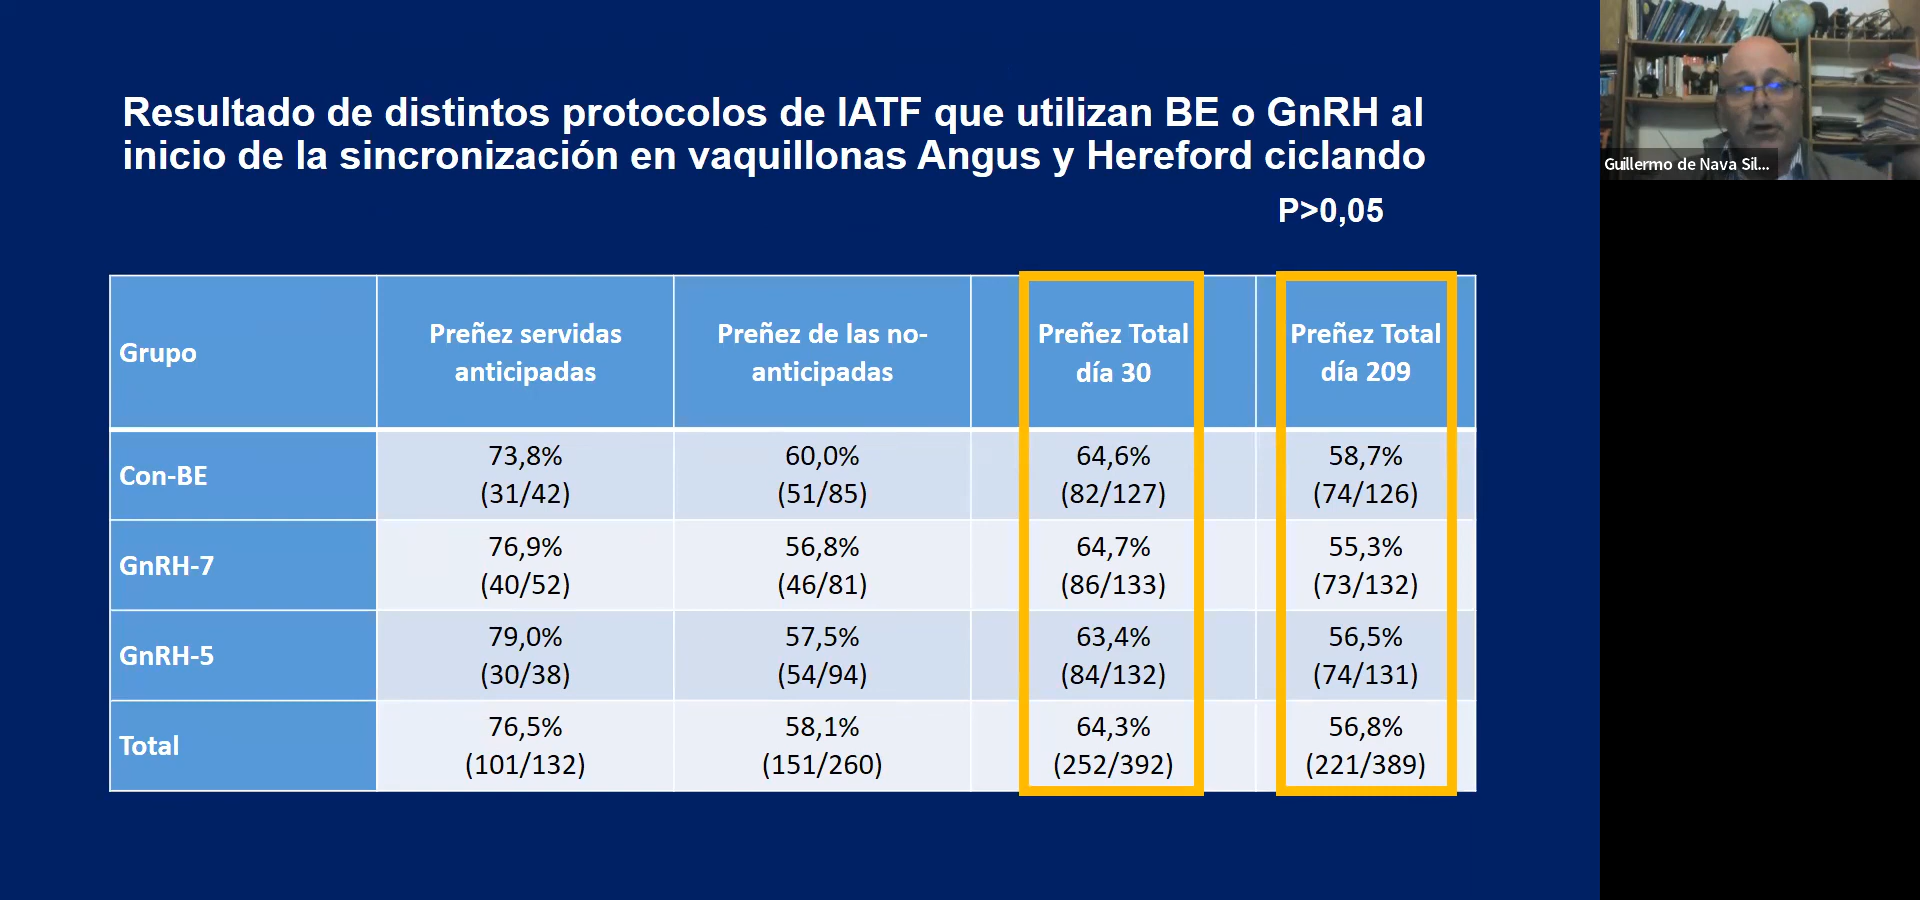 Resultado de distintos protocolos de IATF que utilizan BE o GnRH al
inicio de la sincronización en vaquillonas Angus y Hereford ciclando
P>0,05
Guillermo de Nava Sil...
Grupo
Preñez servidas
anticipadas
Preñez de las no-
anticipadas
Preñez Total
día 30
Preñez Total
día 209
Con-BE
73,8%
(31/42)
60,0%
(51/85)
64,6%
(82/127)
58,7%
(74/126)
GnRH-7
76,9%
(40/52)
56,8%
(46/81)
64,7%
(86/133)
55,3%
(73/132)
GnRH-5
79,0%
(30/38)
57,5%
(54/94)
63,4%
(84/132)
56,5%
(74/131)
Total
76,5%
(101/132)
58,1%
(151/260)
64,3%
(252/392)
56,8%
(221/389)